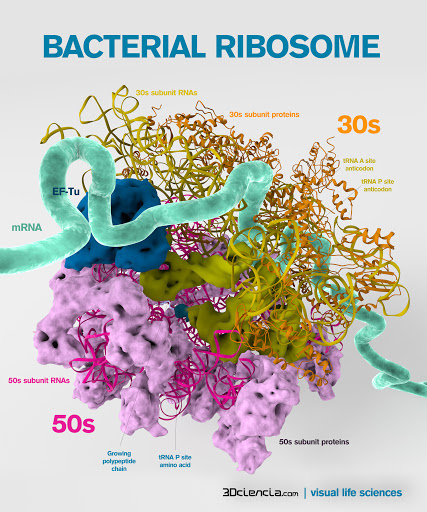 BACTERIAL RIBOSOME
30s subunit RNAs
30s subunit proteins
30s
tRNA A site
anticodon
tRNA P site
anticodon
EF-Tu
mRNA
50s subunit RNAs
50s
50s subunit proteins
Growing
polypeptide
chain
tRNA P site
amino acid
3Dciencia.com | visual life sciences